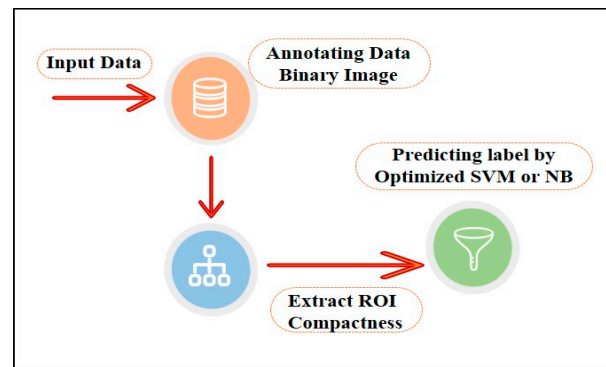 Input Data
Annotating Data
Binary Image
Predicting label by
Optimized SVM or NB
Extract ROI
Compactness